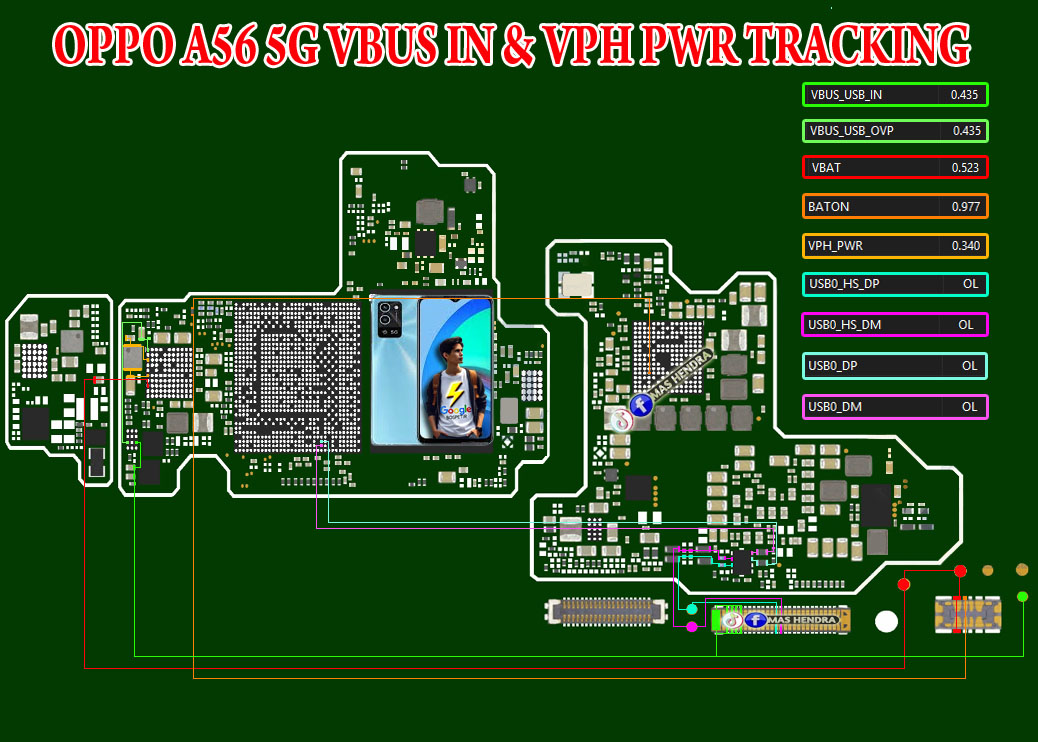 OPPO A56 5G VBUS IN & VPH PWR TRACKING
VBUS_USB_IN 0.435
VBUS_USB_OVP 0.435
VBAT 0.523
BATON 0.977
VPH_PWR 0.340
USB0_HS_DP OL
USB0_HS_DM OL
USB0_DP OL
USB0_DM OL
MAS HENDRA
Google
MAS HENDRA